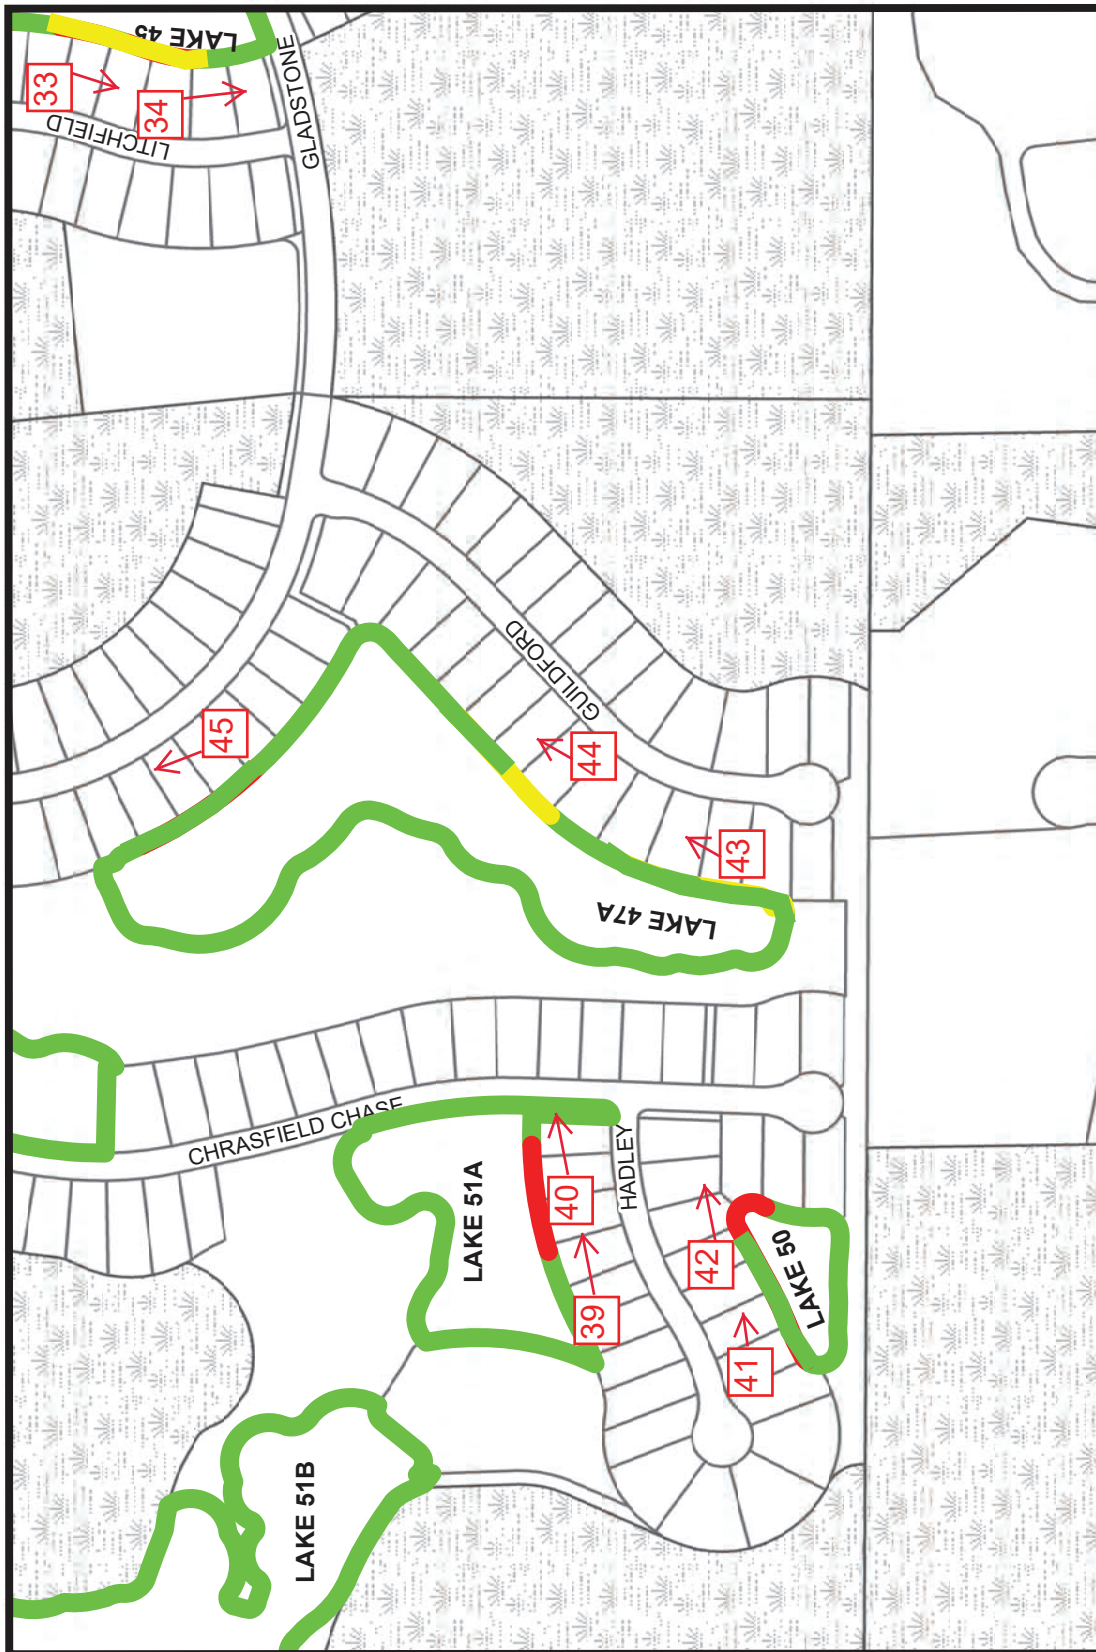 LAKE 45
33
34
LITCHFIELD
GLADSTONE
GUILDFORD
45
44
43
LAKE 47A
CHRASFIELD CHASE
HADLEY
LAKE 51A
40
39
42
41
LAKE 50
LAKE 51B